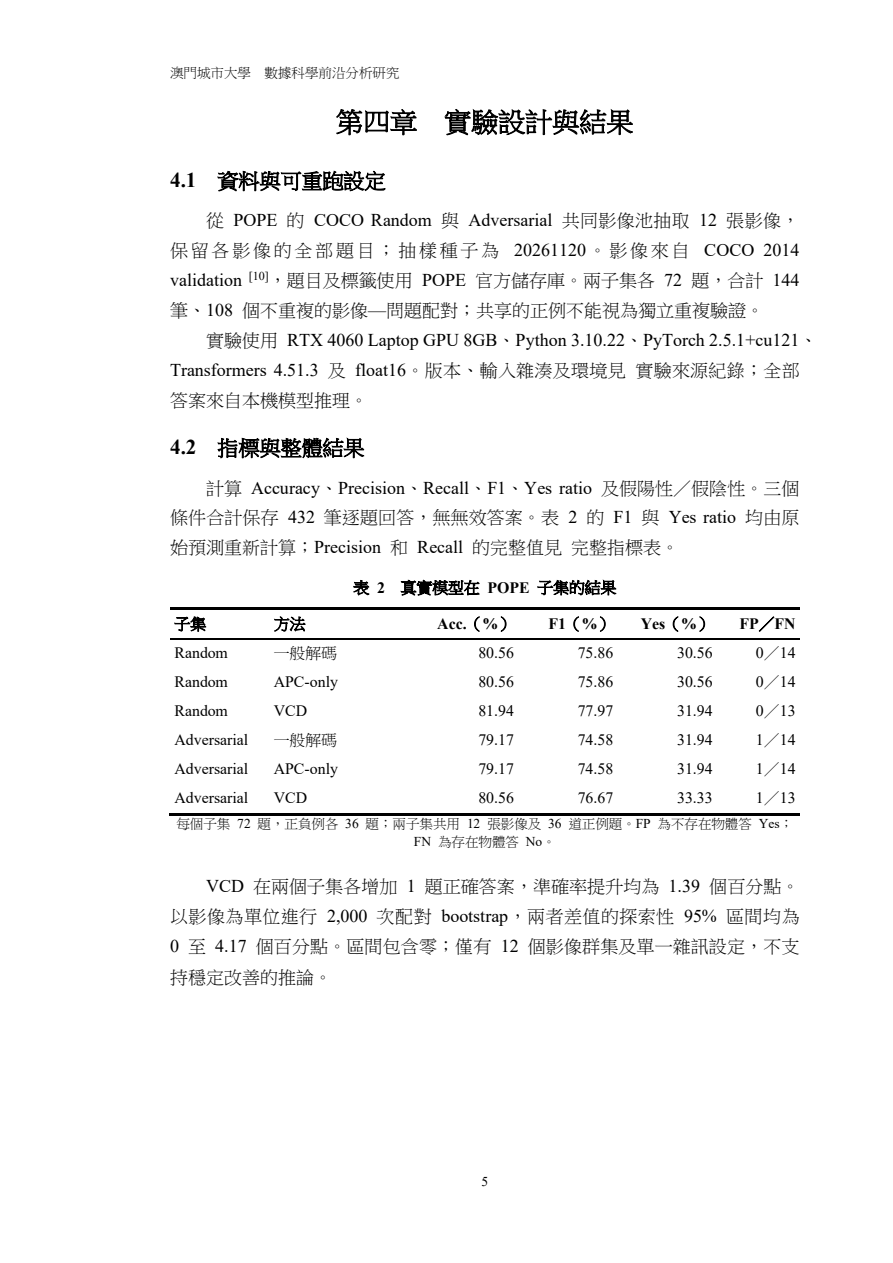 澳門城市大學　數據科學前沿分析研究
第四章　實驗設計與結果
4.1　資料與可重跑設定
從 POPE 的 COCO Random 與 Adversarial 共同影像池抽取 12 張影像，
保留各影像的全部題目；抽樣種子為 20261120。影像來自 COCO 2014
validation [10]，題目及標籤使用 POPE 官方儲存庫。兩子集各 72 題，合計 144
筆、108 個不重複的影像—問題配對；共享的正例不能視為獨立重複驗證。
實驗使用 RTX 4060 Laptop GPU 8GB、Python 3.10.22、PyTorch 2.5.1+cu121、
Transformers 4.51.3 及 float16。版本、輸入雜湊及環境見 實驗來源紀錄；全部
答案來自本機模型推理。
4.2　指標與整體結果
計算 Accuracy、Precision、Recall、F1、Yes ratio 及假陽性／假陰性。三個
條件合計保存 432 筆逐題回答，無無效答案。表 2 的 F1 與 Yes ratio 均由原
始預測重新計算；Precision 和 Recall 的完整值見 完整指標表。
表 2　真實模型在 POPE 子集的結果
子集 方法 Acc.（%） F1（%） Yes（%） FP／FN
Random 一般解碼 80.56 75.86 30.56 0／14
Random APC-only 80.56 75.86 30.56 0／14
Random VCD 81.94 77.97 31.94 0／13
Adversarial 一般解碼 79.17 74.58 31.94 1／14
Adversarial APC-only 79.17 74.58 31.94 1／14
Adversarial VCD 80.56 76.67 33.33 1／13
每個子集 72 題，正負例各 36 題；兩子集共用 12 張影像及 36 道正例題。FP 為不存在物體答 Yes；
FN 為存在物體答 No。
VCD 在兩個子集各增加 1 題正確答案，準確率提升均為 1.39 個百分點。
以影像為單位進行 2,000 次配對 bootstrap，兩者差值的探索性 95% 區間均為
0 至 4.17 個百分點。區間包含零；僅有 12 個影像群集及單一雜訊設定，不支
持穩定改善的推論。
5